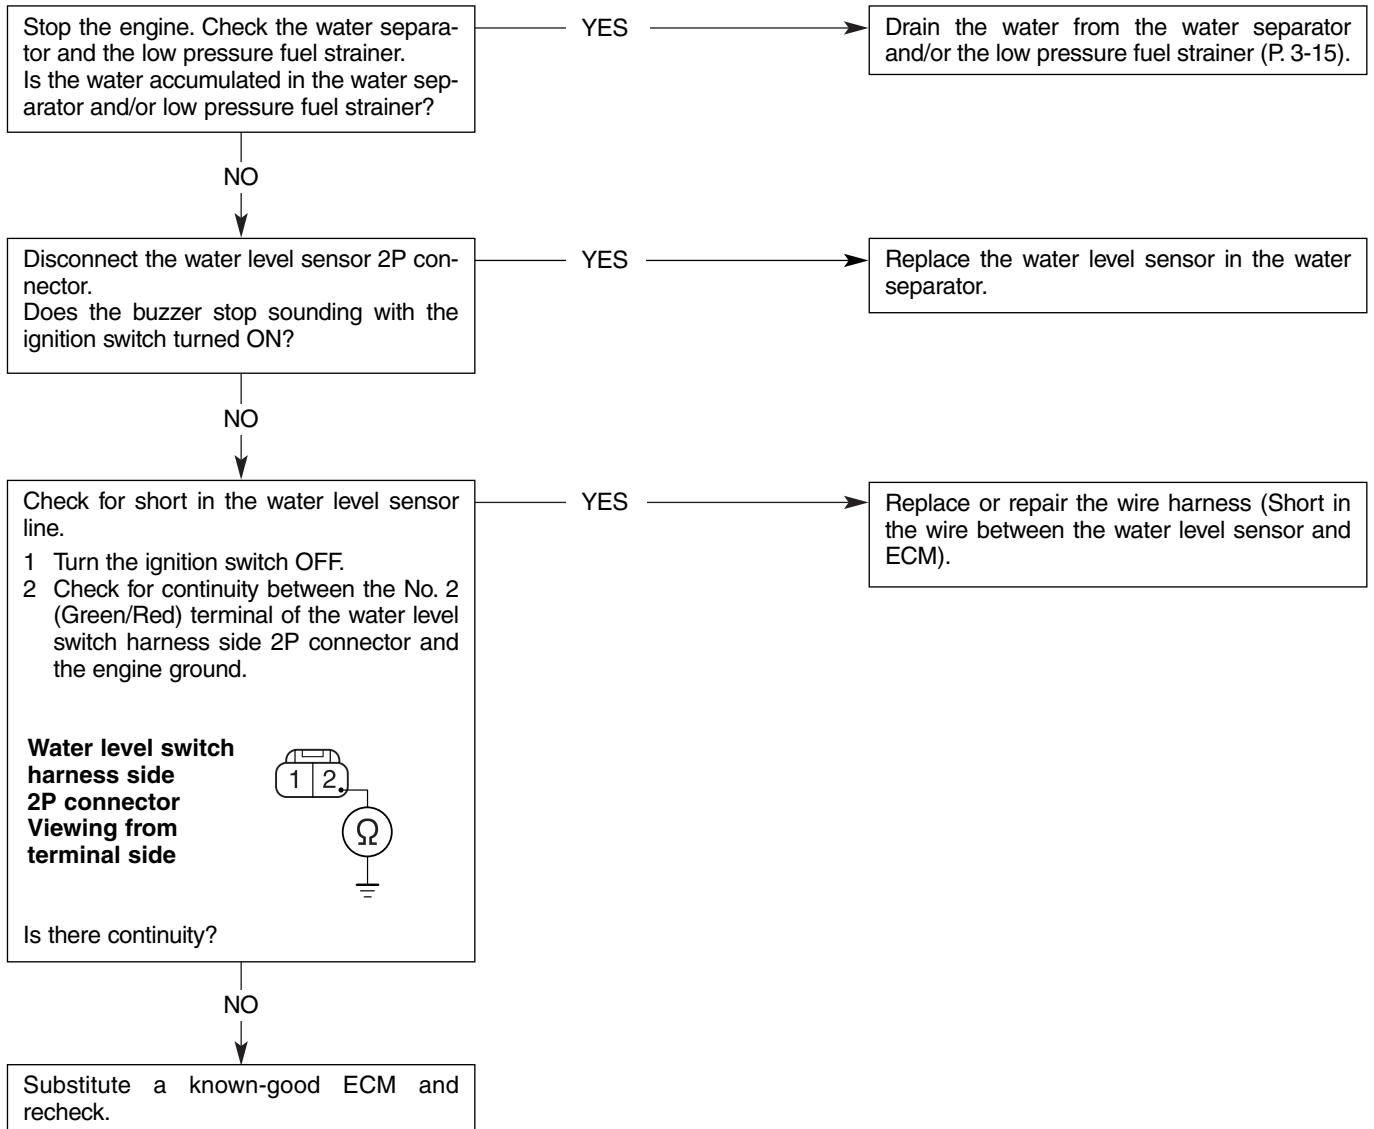 Stop the engine. Check the water separa-
tor and the low pressure fuel strainer.
Is the water accumulated in the water sep-
arator and/or low pressure fuel strainer?
YES
Drain the water from the water separator
and/or the low pressure fuel strainer (P. 3-15).
NO
Disconnect the water level sensor 2P con-
nector.
Does the buzzer stop sounding with the
ignition switch turned ON?
YES
Replace the water level sensor in the water
separator.
NO
Check for short in the water level sensor
line.
1 Turn the ignition switch OFF.
2 Check for continuity between the No. 2
(Green/Red) terminal of the water level
switch harness side 2P connector and
the engine ground.
Water level switch
harness side
2P connector
Viewing from
terminal side
1 2
Ω
Is there continuity?
YES
Replace or repair the wire harness (Short in
the wire between the water level sensor and
ECM).
NO
Substitute a known-good ECM and
recheck.